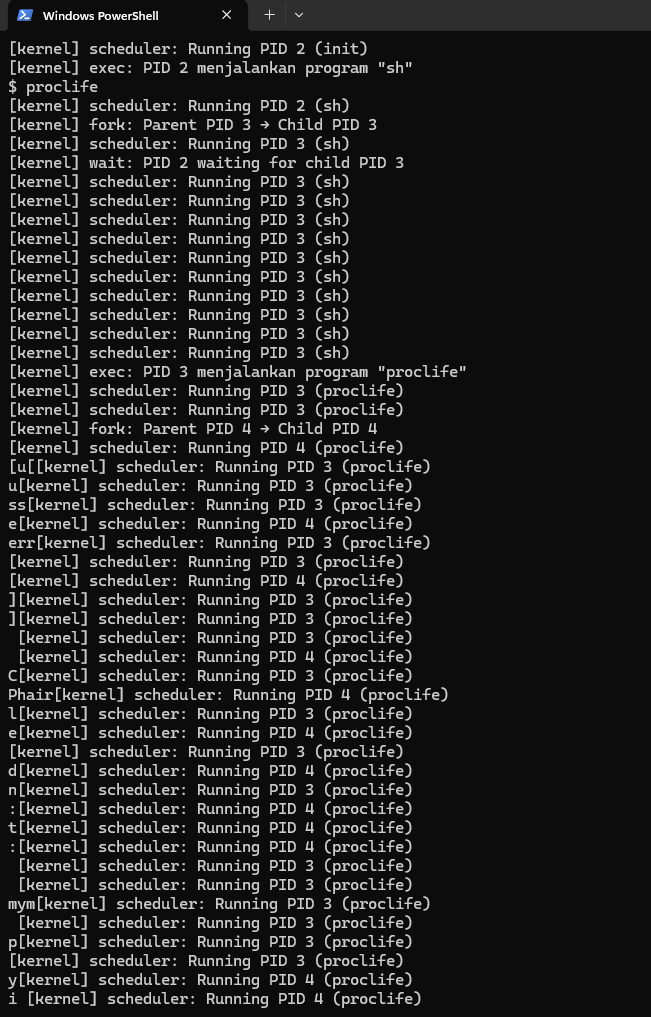 Windows PowerShell
[kernel] scheduler: Running PID 2 (init)
[kernel] exec: PID 2 menjalankan program "sh"
$ proclife
[kernel] scheduler: Running PID 2 (sh)
[kernel] fork: Parent PID 3 → Child PID 3
[kernel] scheduler: Running PID 3 (sh)
[kernel] wait: PID 2 waiting for child PID 3
[kernel] scheduler: Running PID 3 (sh)
[kernel] scheduler: Running PID 3 (sh)
[kernel] scheduler: Running PID 3 (sh)
[kernel] scheduler: Running PID 3 (sh)
[kernel] scheduler: Running PID 3 (sh)
[kernel] scheduler: Running PID 3 (sh)
[kernel] scheduler: Running PID 3 (sh)
[kernel] scheduler: Running PID 3 (sh)
[kernel] scheduler: Running PID 3 (sh)
[kernel] scheduler: Running PID 3 (sh)
[kernel] exec: PID 3 menjalankan program "proclife"
[kernel] scheduler: Running PID 3 (proclife)
[kernel] scheduler: Running PID 3 (proclife)
[kernel] fork: Parent PID 4 → Child PID 4
[kernel] scheduler: Running PID 4 (proclife)
[u[[kernel] scheduler: Running PID 3 (proclife)
u[kernel] scheduler: Running PID 3 (proclife)
ss[kernel] scheduler: Running PID 3 (proclife)
e[kernel] scheduler: Running PID 4 (proclife)
err[kernel] scheduler: Running PID 3 (proclife)
[kernel] scheduler: Running PID 3 (proclife)
[kernel] scheduler: Running PID 4 (proclife)
][kernel] scheduler: Running PID 3 (proclife)
][kernel] scheduler: Running PID 3 (proclife)
 [kernel] scheduler: Running PID 3 (proclife)
 [kernel] scheduler: Running PID 4 (proclife)
C[kernel] scheduler: Running PID 3 (proclife)
Phair[kernel] scheduler: Running PID 4 (proclife)
l[kernel] scheduler: Running PID 3 (proclife)
e[kernel] scheduler: Running PID 4 (proclife)
[kernel] scheduler: Running PID 3 (proclife)
d[kernel] scheduler: Running PID 4 (proclife)
n[kernel] scheduler: Running PID 3 (proclife)
:[kernel] scheduler: Running PID 4 (proclife)
t[kernel] scheduler: Running PID 4 (proclife)
:[kernel] scheduler: Running PID 4 (proclife)
 [kernel] scheduler: Running PID 3 (proclife)
 [kernel] scheduler: Running PID 3 (proclife)
mym[kernel] scheduler: Running PID 3 (proclife)
 [kernel] scheduler: Running PID 3 (proclife)
p[kernel] scheduler: Running PID 3 (proclife)
[kernel] scheduler: Running PID 3 (proclife)
y[kernel] scheduler: Running PID 4 (proclife)
i [kernel] scheduler: Running PID 4 (proclife)